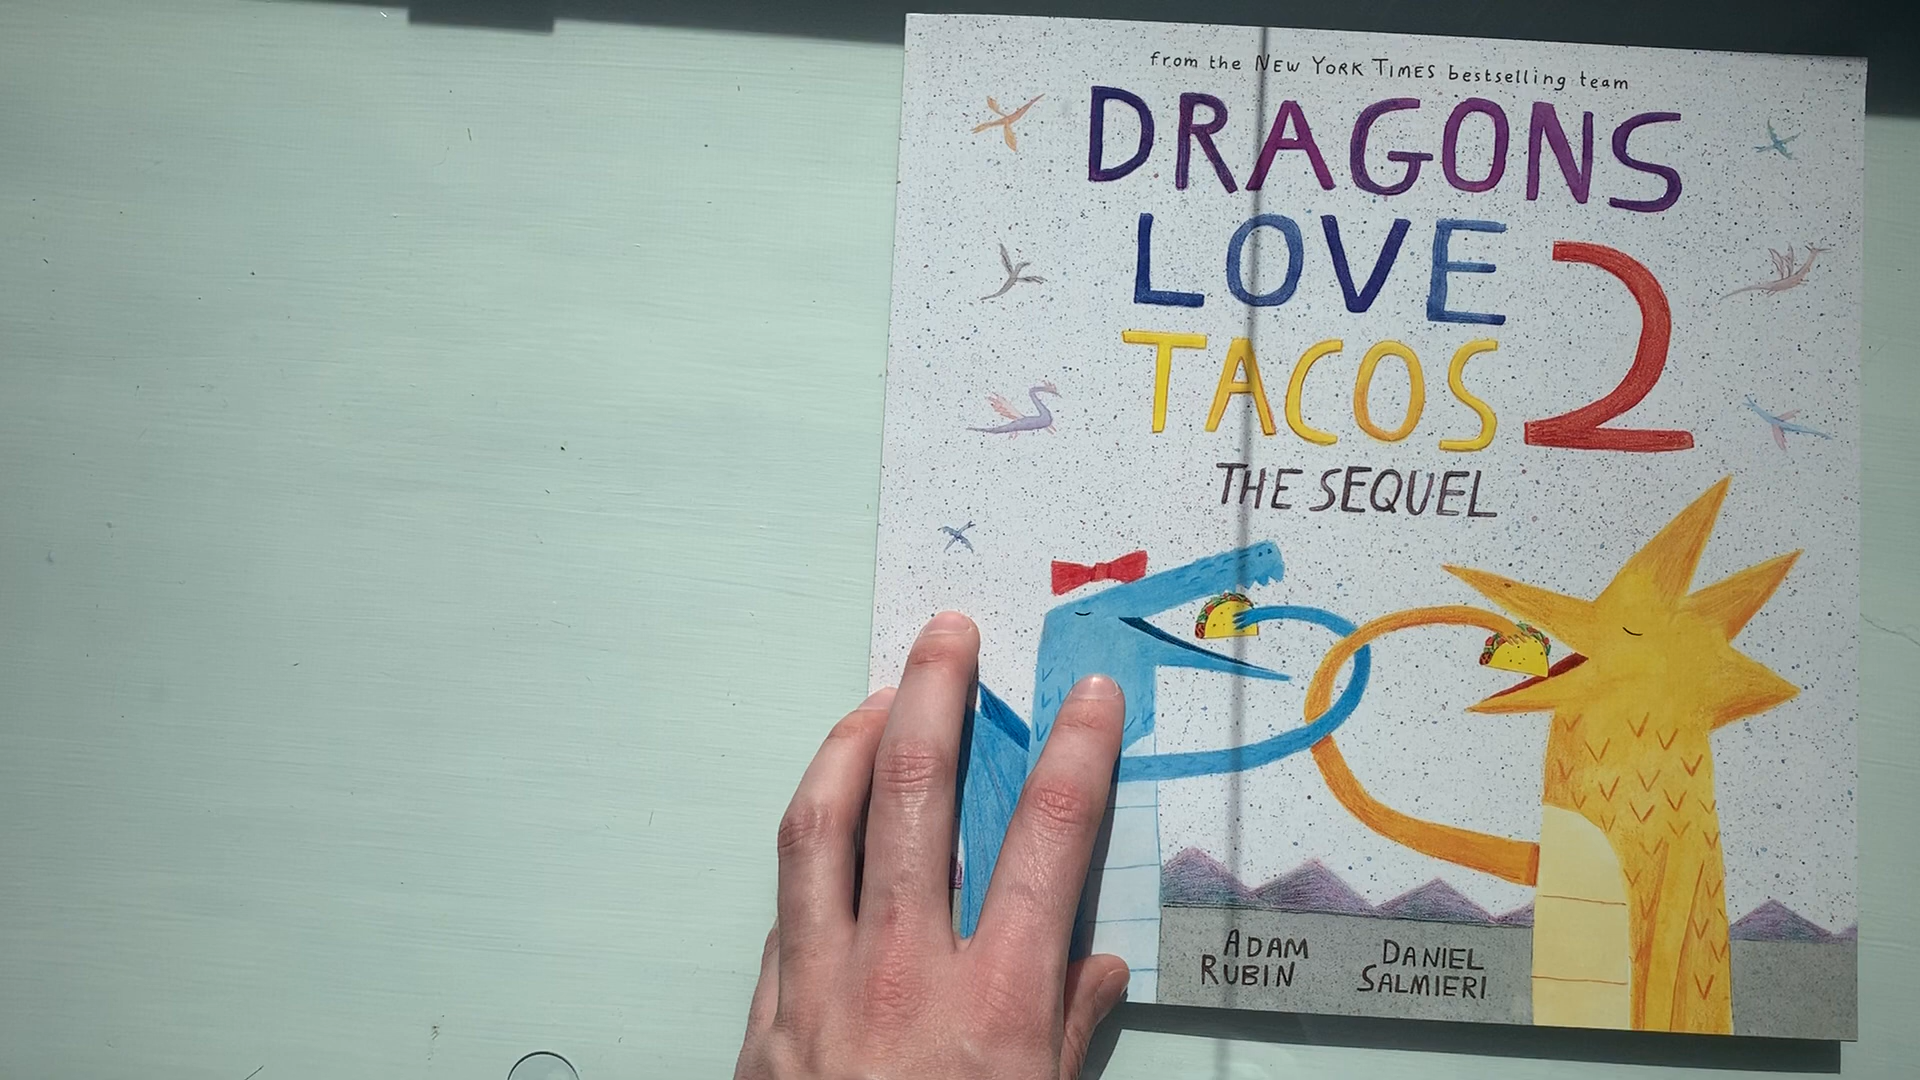 from the NEW YORK TIMES bestselling team
DRAGONS
LOVE
TACOS 2
THE SEQUEL
ADAM
RUBIN
DANIEL
SALMIERI